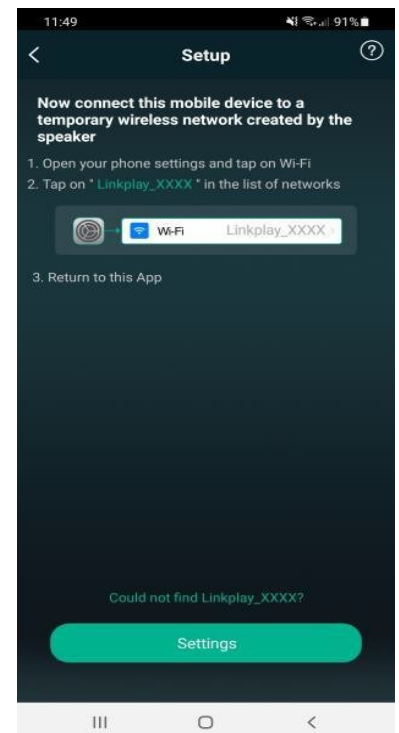 11:49
91%
Setup
?
Now connect this mobile device to a
temporary wireless network created by the
speaker
1. Open your phone settings and tap on Wi-Fi
2. Tap on " Linkplay_XXXX " in the list of networks
Wi-Fi Linkplay_XXXX
3. Return to this App
Could not find Linkplay_XXXX?
Settings